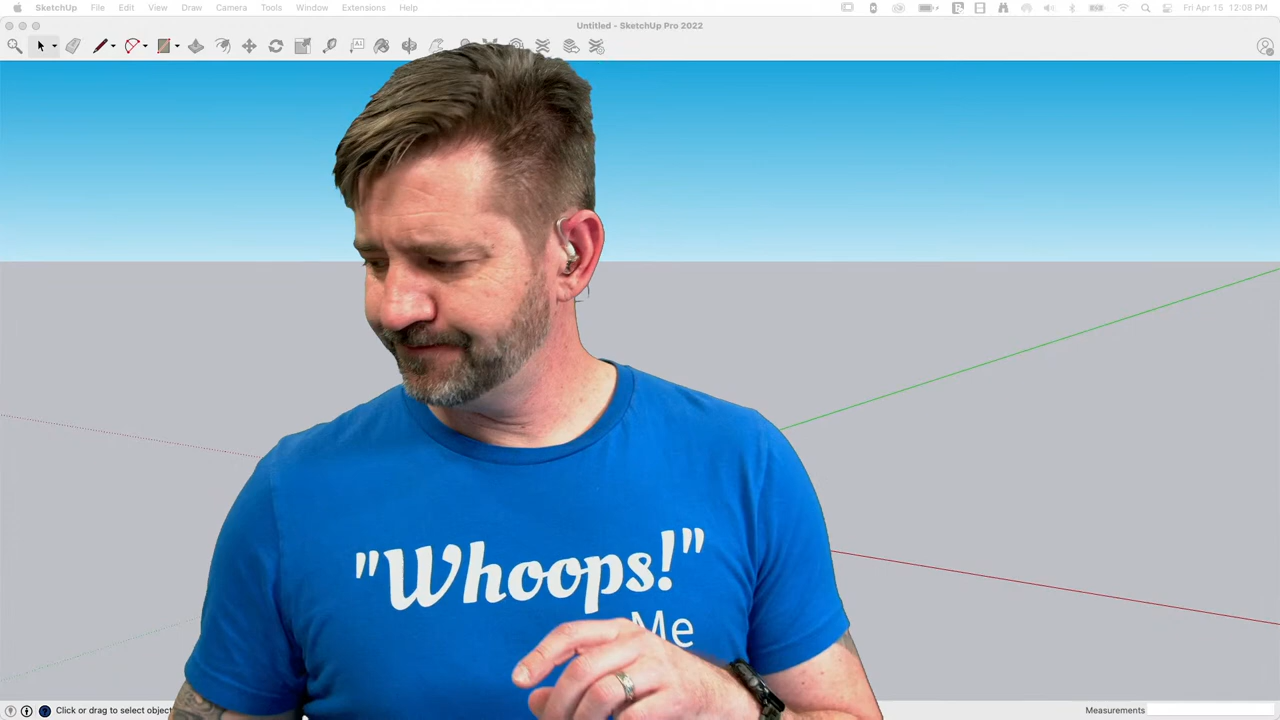 SketchUp File Edit View Draw Camera Tools Window Extensions Help Fri Apr 15 12:08 PM
Untitled - SketchUp Pro 2022
"Whoops!"
Me
Click or drag to select objec
Measurements